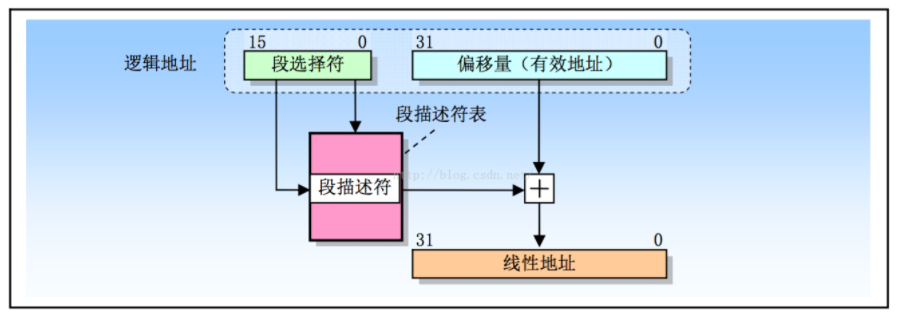 15 0 31 0
逻辑地址 段选择符 偏移量（有效地址）
段描述符表
http://blog.csdn.net
段描述符
31 0
线性地址